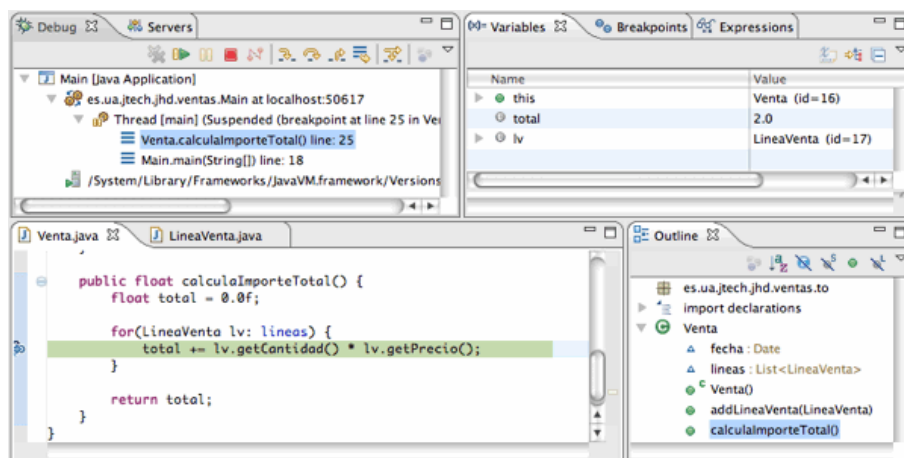 Debug Servers
Main [Java Application]
es.ua.jtech.jhd.ventas.Main at localhost:50617
Thread [main] (Suspended (breakpoint at line 25 in Ve
Venta.calculaImporteTotal() line: 25
Main.main(String[]) line: 18
/System/Library/Frameworks/JavaVM.framework/Versions
(x)= Variables Breakpoints Expressions
Name Value
this Venta (id=16)
total 2.0
lv LineaVenta (id=17)
Venta.java LineaVenta.java
}
public float calculaImporteTotal() {
float total = 0.0f;
for(LineaVenta lv: lineas) {
total += lv.getCantidad() * lv.getPrecio();
}
return total;
}
}
Outline
es.ua.jtech.jhd.ventas.to
import declarations
Venta
fecha : Date
lineas : List<LineaVenta>
Venta()
addLineaVenta(LineaVenta)
calculaImporteTotal()